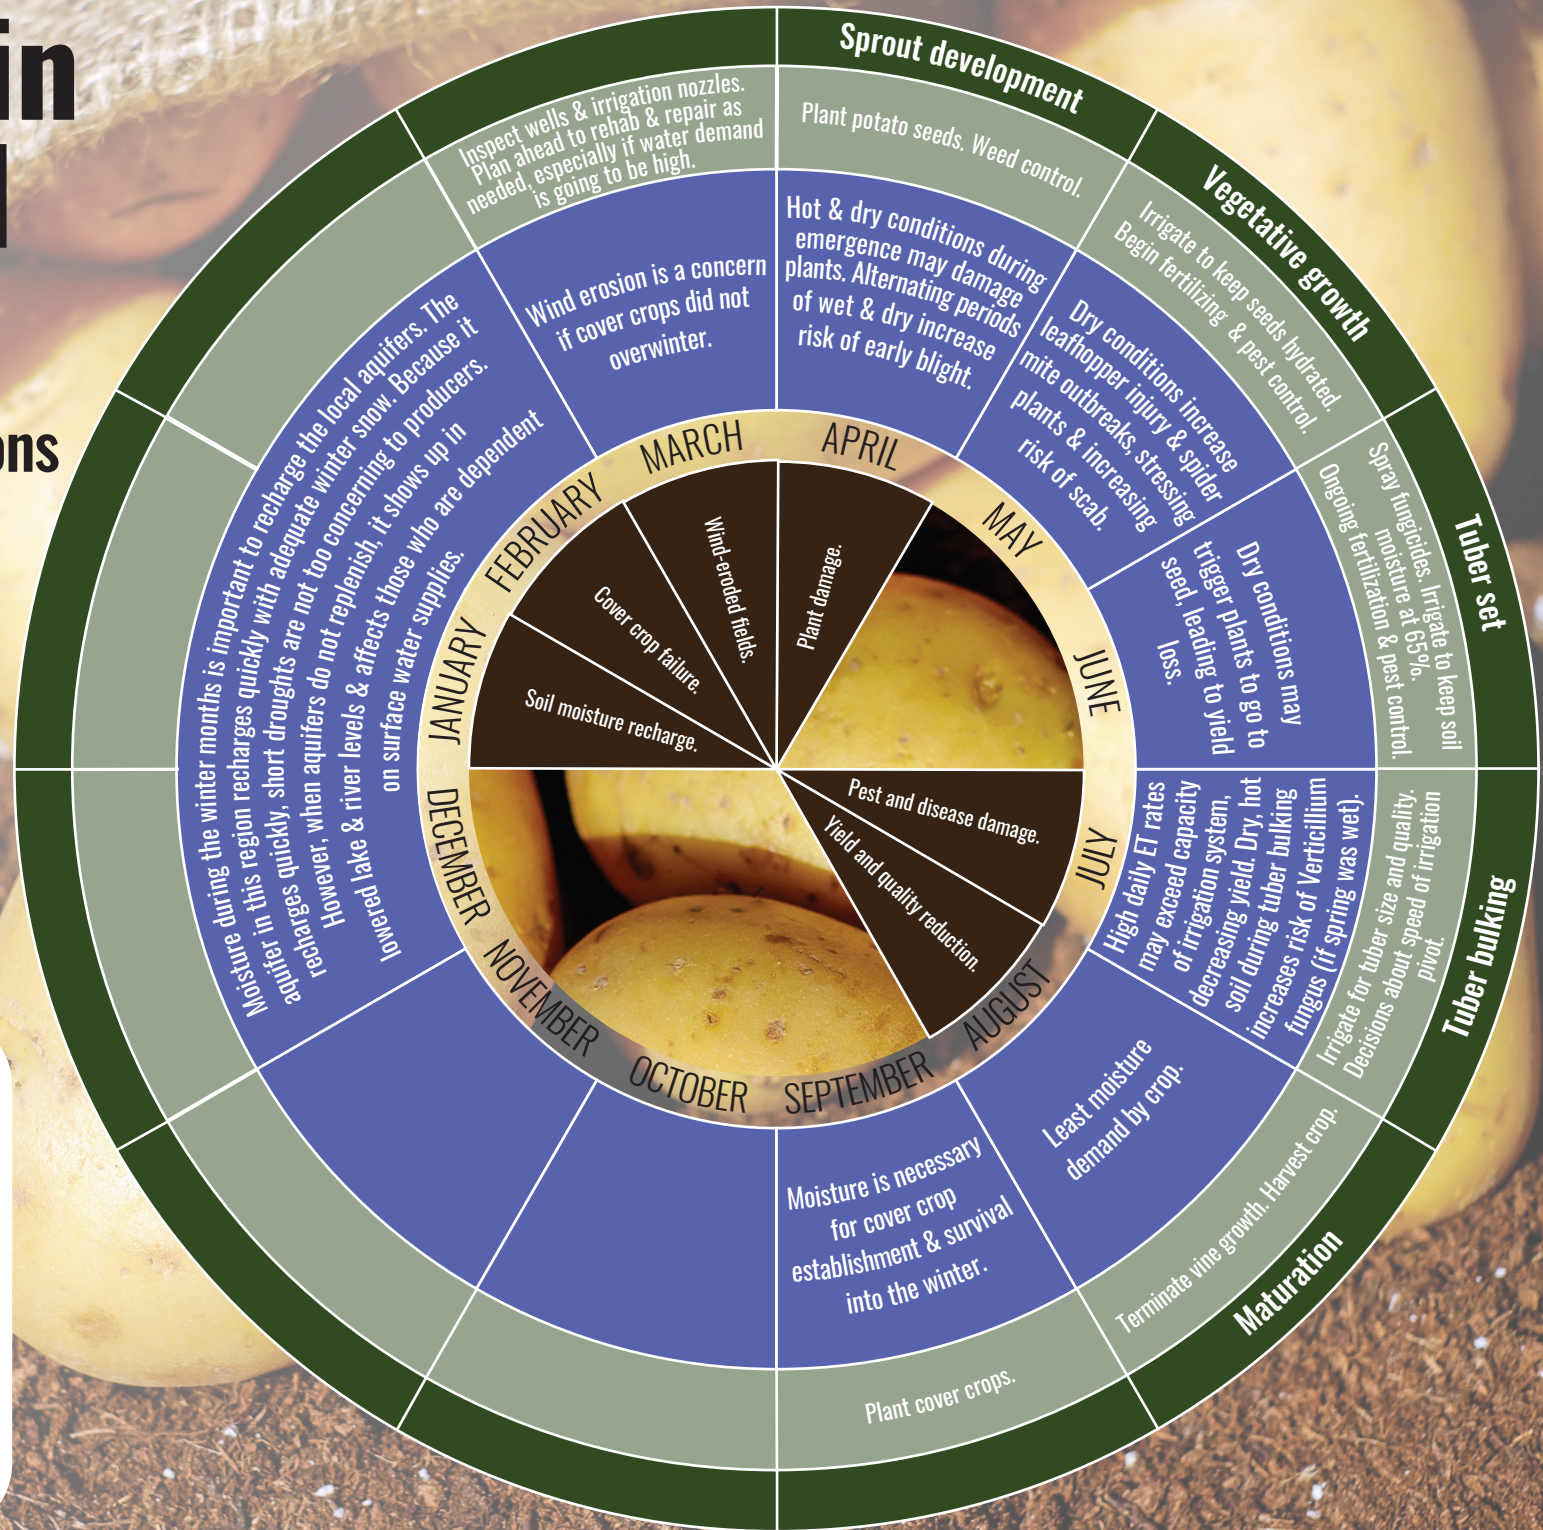 in
ons
Sprout development
Vegetative growth
Tuber set
Tuber bulking
Maturation
Inspect wells & irrigation nozzles.
Plan ahead to rehab & repair as
needed, especially if water demand
is going to be high.
Plant potato seeds. Weed control.
Irrigate to keep seeds hydrated.
Begin fertilizing & pest control.
Spray fungicides. Irrigate to keep soil
moisture at 65%.
Ongoing fertilization & pest control.
Irrigate for tuber size and quality.
Decisions about speed of irrigation
pivot.
Terminate vine growth. Harvest crop.
Plant cover crops.
Moisture during the winter months is important to recharge the local aquifers. The
aquifer in this region recharges quickly with adequate winter snow. Because it
recharges quickly, short droughts are not too concerning to producers.
However, when aquifers do not replenish, it shows up in
lowered lake & river levels & affects those who are dependent
on surface water supplies.
Wind erosion is a concern
if cover crops did not
overwinter.
Hot & dry conditions during
emergence may damage
plants. Alternating periods
of wet & dry increase
risk of early blight.
Dry conditions increase
leafhopper injury & spider
mite outbreaks, stressing
plants & increasing
risk of scab.
Dry conditions may
trigger plants to go to
seed, leading to yield
loss.
High daily ET rates
may exceed capacity
of irrigation system,
decreasing yield. Dry, hot
soil during tuber bulking
increases risk of Verticillium
fungus (if spring was wet).
Least moisture
demand by crop.
Moisture is necessary
for cover crop
establishment & survival
into the winter.
JANUARY
FEBRUARY
MARCH
APRIL
MAY
JUNE
JULY
AUGUST
SEPTEMBER
OCTOBER
NOVEMBER
DECEMBER
Soil moisture recharge.
Cover crop failure.
Wind-eroded fields.
Plant damage.
Pest and disease damage.
Yield and quality reduction.